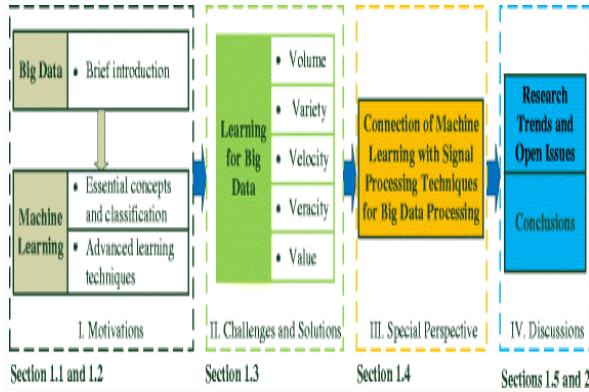 Big Data
• Brief introduction
Machine
Learning
• Essential concepts
and classification
• Advanced learning
techniques
I. Motivations
Section 1.1 and 1.2
Learning
for Big
Data
• Volume
• Variety
• Velocity
• Veracity
• Value
II. Challenges and Solutions
Section 1.3
Connection of Machine
Learning with Signal
Processing Techniques
for Big Data Processing
III. Special Perspective
Section 1.4
Research
Trends and
Open Issues
Conclusions
IV. Discussions
Sections 1.5 and 2